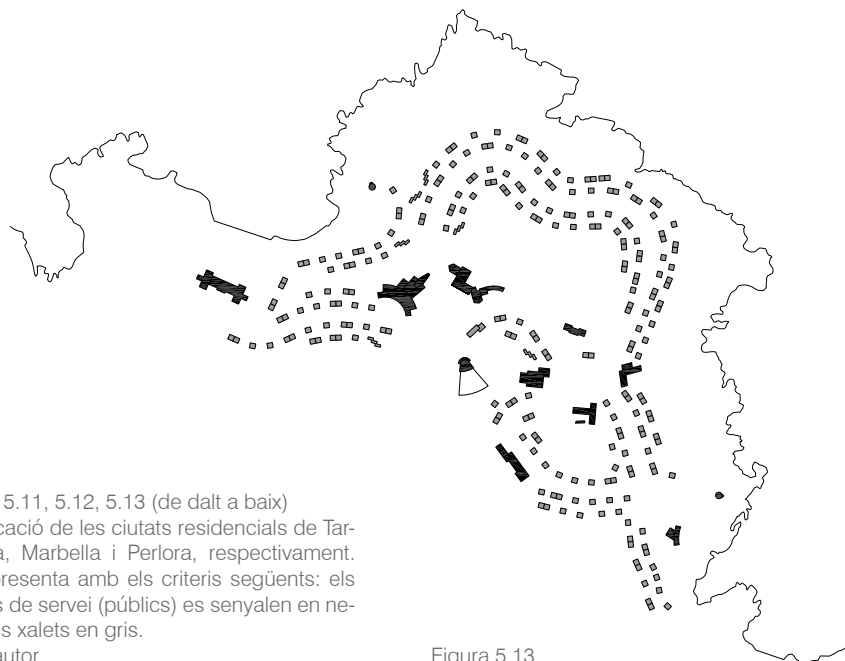 5.11, 5.12, 5.13 (de dalt a baix)
cació de les ciutats residencials de Tar-
a, Marbella i Perlora, respectivament.
presenta amb els criteris següents: els
s de servei (públics) es senyalen en ne-
s xalets en gris.
autor
Figura 5.13